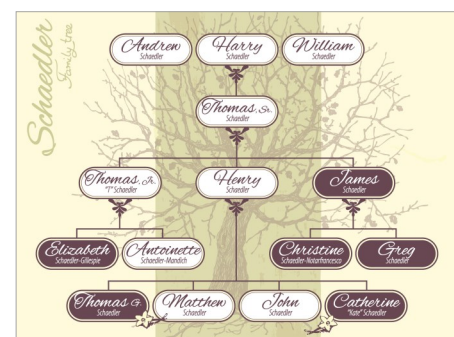 Schaedler
family tree
Andrew
Schaedler
Harry
Schaedler
William
Schaedler
Thomas, Sr.
Schaedler
Thomas, Jr.
"T" Schaedler
Henry
Schaedler
James
Schaedler
Elizabeth
Schaedler-Gillespie
Antoinette
Schaedler-Mandich
Christine
Schaedler-Notarfrancesco
Greg
Schaedler
Thomas G.
Schaedler
Matthew
Schaedler
John
Schaedler
Catherine
"Kate" Schaedler